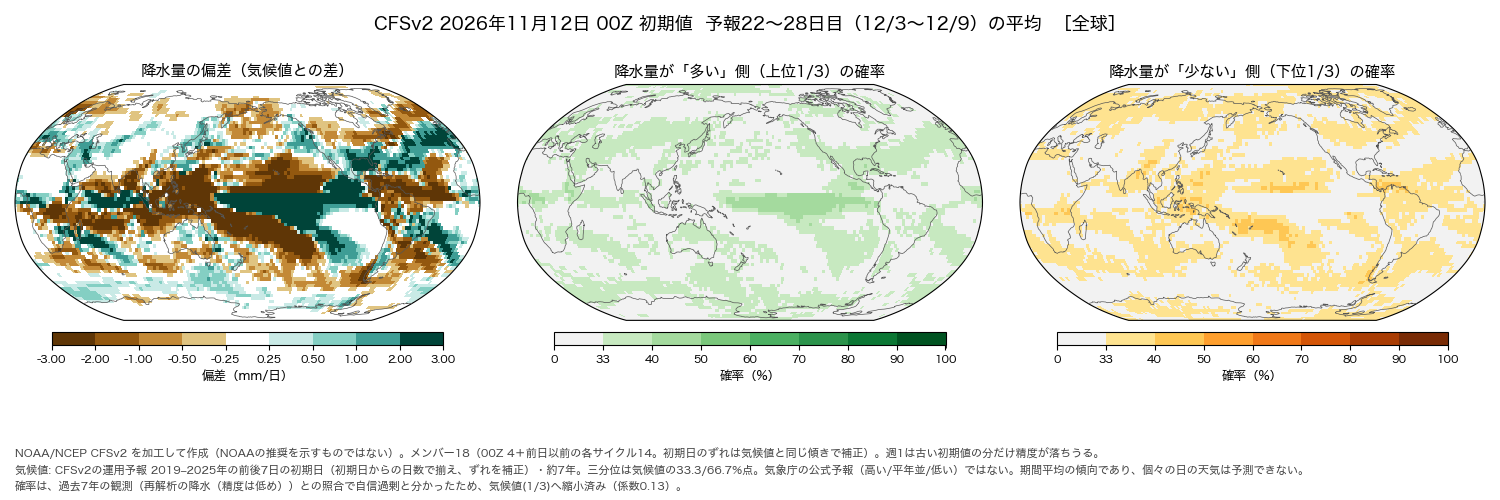 CFSv2 2026年11月12日 00Z 初期値 予報22〜28日目（12/3〜12/9）の平均 ［全球］
降水量の偏差（気候値との差）
降水量が「多い」側（上位1/3）の確率
降水量が「少ない」側（下位1/3）の確率
-3.00 -2.00 -1.00 -0.50 -0.25 0.25 0.50 1.00 2.00 3.00
偏差（mm/日）
0 33 40 50 60 70 80 90 100
確率（%）
0 33 40 50 60 70 80 90 100
確率（%）
NOAA/NCEP CFSv2 を加工して作成（NOAAの推奨を示すものではない）。メンバー18（00Z 4＋前日以前の各サイクル14。初期日のずれは気候値と同じ傾きで補正）。週1は古い初期値の分だけ精度が落ちうる。
気候値: CFSv2の運用予報 2019–2025年の前後7日の初期日（初期日からの日数で揃え、ずれを補正）・約7年。三分位は気候値の33.3/66.7%点。気象庁の公式予報（高い/平年並/低い）ではない。期間平均の傾向であり、個々の日の天気は予測できない。
確率は、過去7年の観測（再解析の降水（精度は低め））との照合で自信過剰と分かったため、気候値(1/3)へ縮小済み（係数0.13）。